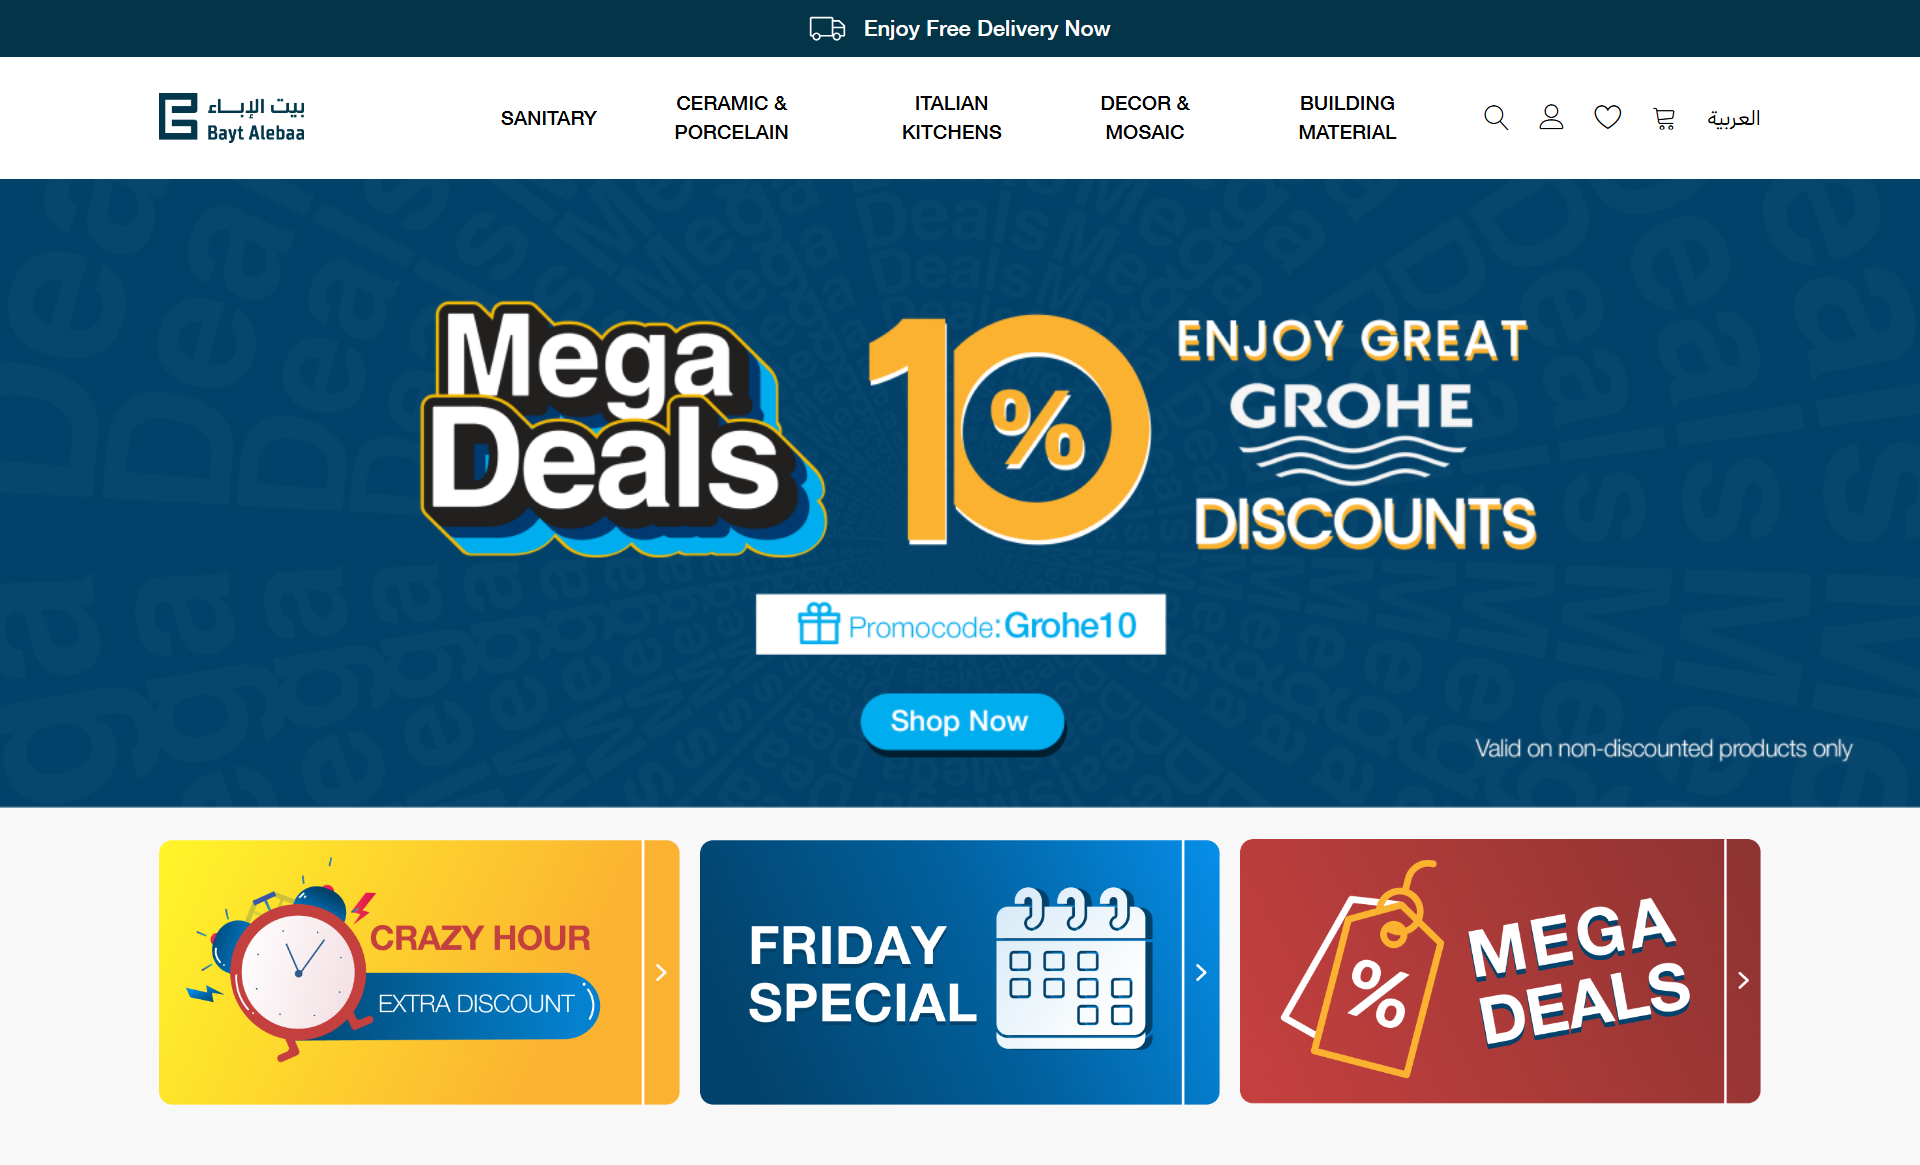 Enjoy Free Delivery Now
بيت الإباء
Bayt Alebaa
SANITARY
CERAMIC &
PORCELAIN
ITALIAN
KITCHENS
DECOR &
MOSAIC
BUILDING
MATERIAL
العربية
Mega
Deals
10%
ENJOY GREAT
GROHE
DISCOUNTS
Promocode:Grohe10
Shop Now
Valid on non-discounted products only
CRAZY HOUR
EXTRA DISCOUNT
FRIDAY
SPECIAL
%
MEGA
DEALS